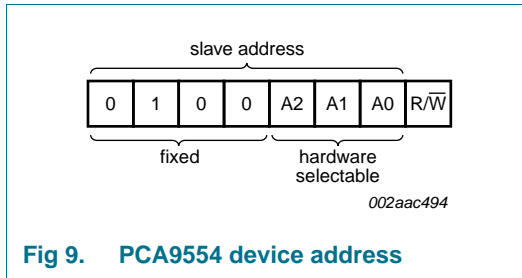 slave address
0 1 0 0 A2 A1 A0 R/W̅
fixed
hardware
selectable
002aac494
Fig 9. PCA9554 device address